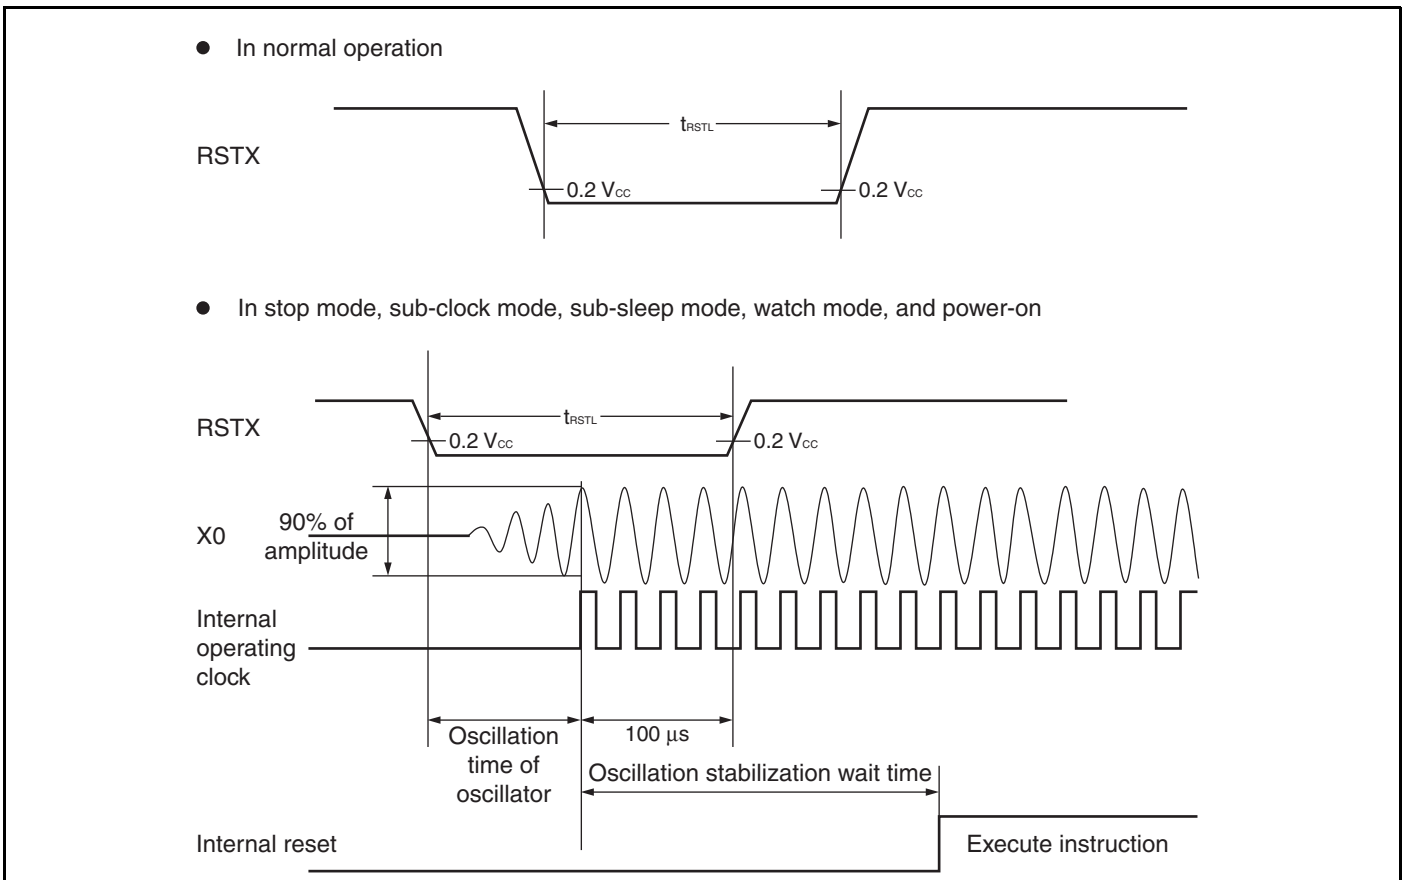 ● In normal operation
tRSTL
RSTX
0.2 VCC
0.2 VCC
● In stop mode, sub-clock mode, sub-sleep mode, watch mode, and power-on
tRSTL
RSTX
0.2 VCC
0.2 VCC
X0
90% of
amplitude
Internal
operating
clock
Oscillation
time of
oscillator
100 μs
Oscillation stabilization wait time
Internal reset
Execute instruction